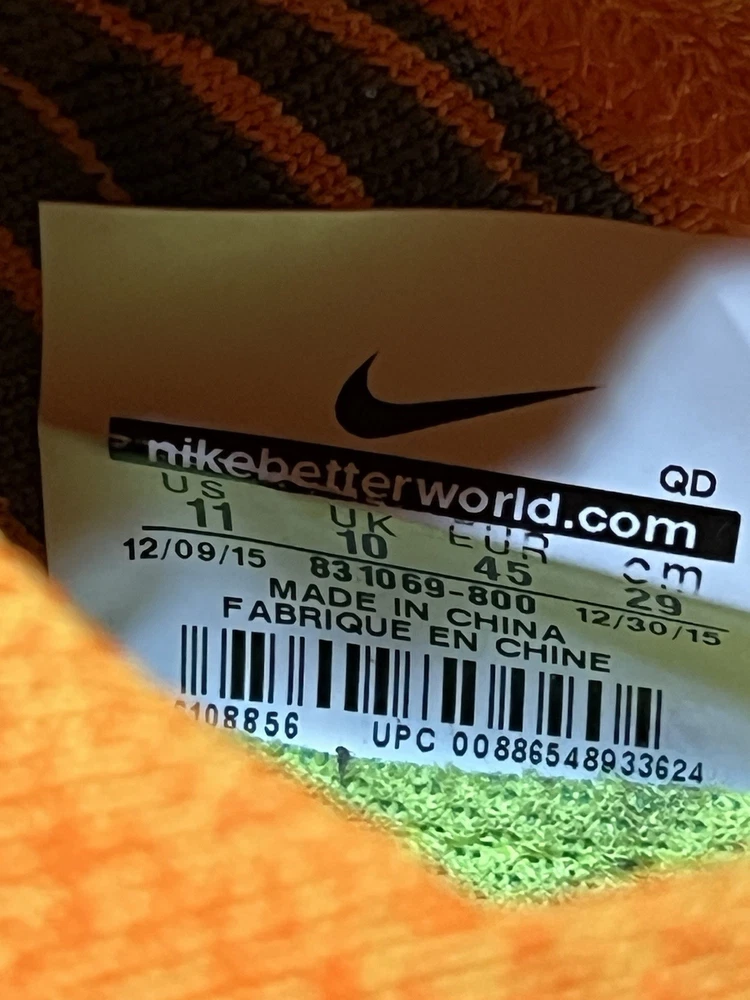 nikebetterworld.com
QD
US UK EUR cm
11 10 45 29
12/09/15 831069-800 12/30/15
MADE IN CHINA
FABRIQUE EN CHINE
108856 UPC 00886548933624